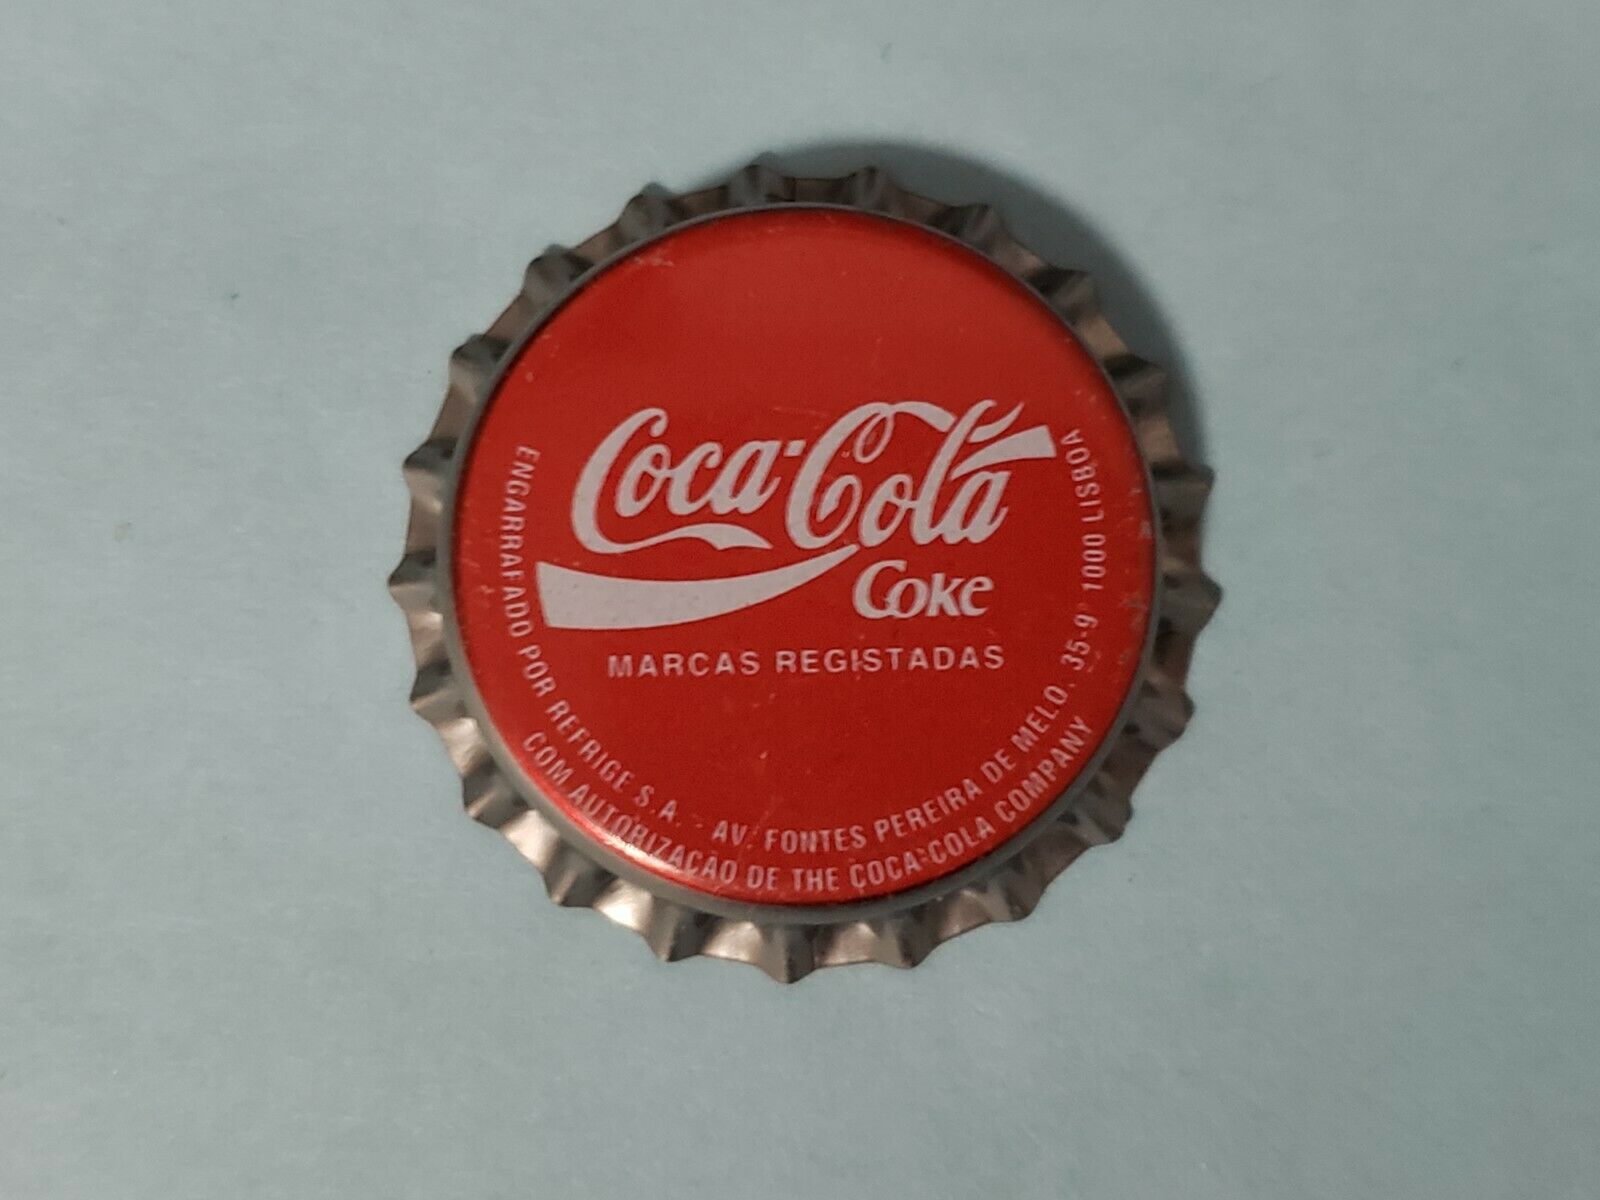 Coca-Cola
Coke
MARCAS REGISTADAS
ENGARRAFADO POR REFRIGE S.A. - AV. FONTES PEREIRA DE MELO, 35-9º 1000 LISBOA
COM AUTORIZAÇÃO DE THE COCA-COLA COMPANY